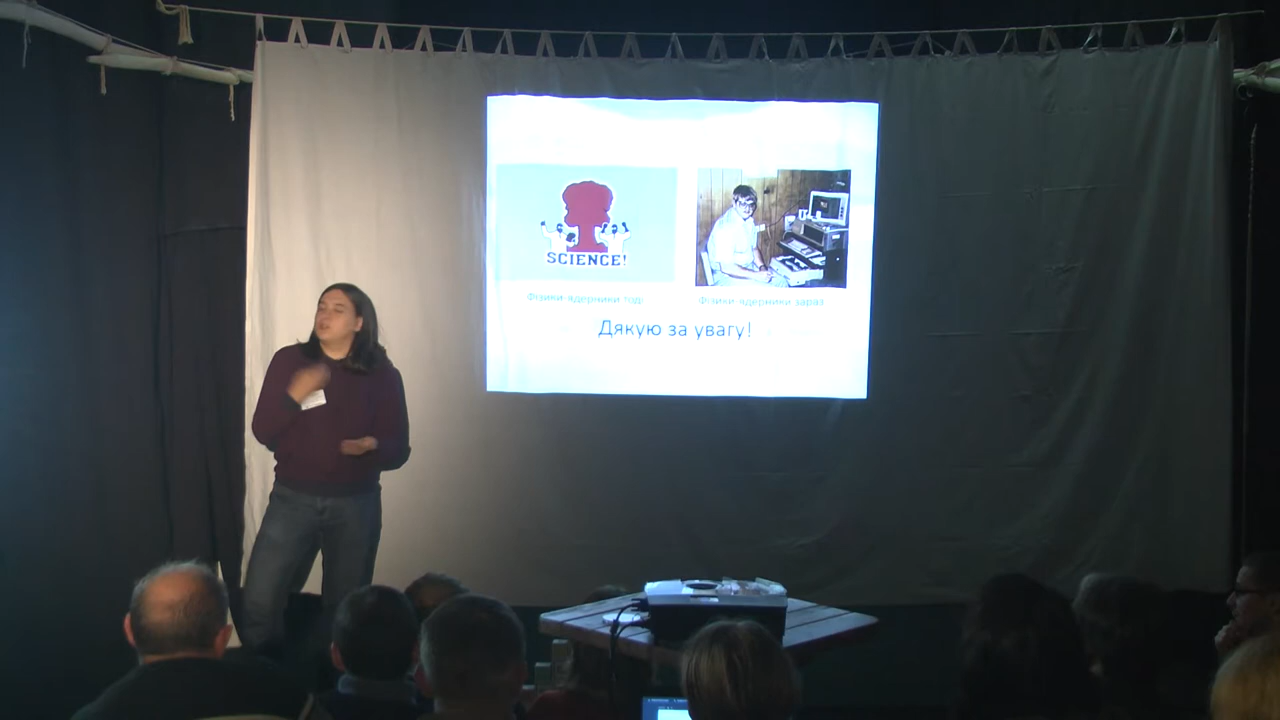 SCIENCE!
Фізики-ядерники тоді
Фізики-ядерники зараз
Дякую за увагу!